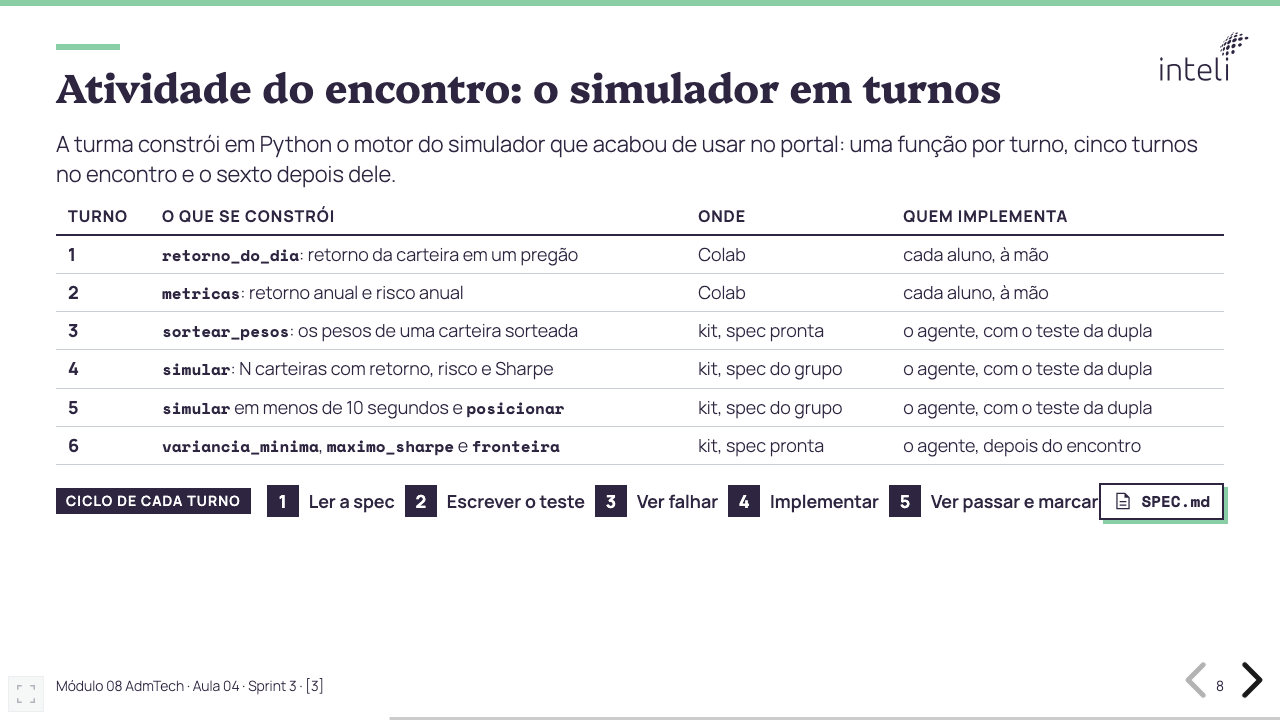 inteli
Atividade do encontro: o simulador em turnos
A turma constrói em Python o motor do simulador que acabou de usar no portal: uma função por turno, cinco turnos
no encontro e o sexto depois dele.
TURNO O QUE SE CONSTRÓI ONDE QUEM IMPLEMENTA
1 retorno_do_dia: retorno da carteira em um pregão Colab cada aluno, à mão
2 metricas: retorno anual e risco anual Colab cada aluno, à mão
3 sortear_pesos: os pesos de uma carteira sorteada kit, spec pronta o agente, com o teste da dupla
4 simular: N carteiras com retorno, risco e Sharpe kit, spec do grupo o agente, com o teste da dupla
5 simular em menos de 10 segundos e posicionar kit, spec do grupo o agente, com o teste da dupla
6 variancia_minima, maximo_sharpe e fronteira kit, spec pronta o agente, depois do encontro
CICLO DE CADA TURNO 1 Ler a spec 2 Escrever o teste 3 Ver falhar 4 Implementar 5 Ver passar e marcar SPEC.md
Módulo 08 AdmTech · Aula 04 · Sprint 3 · [3]
8